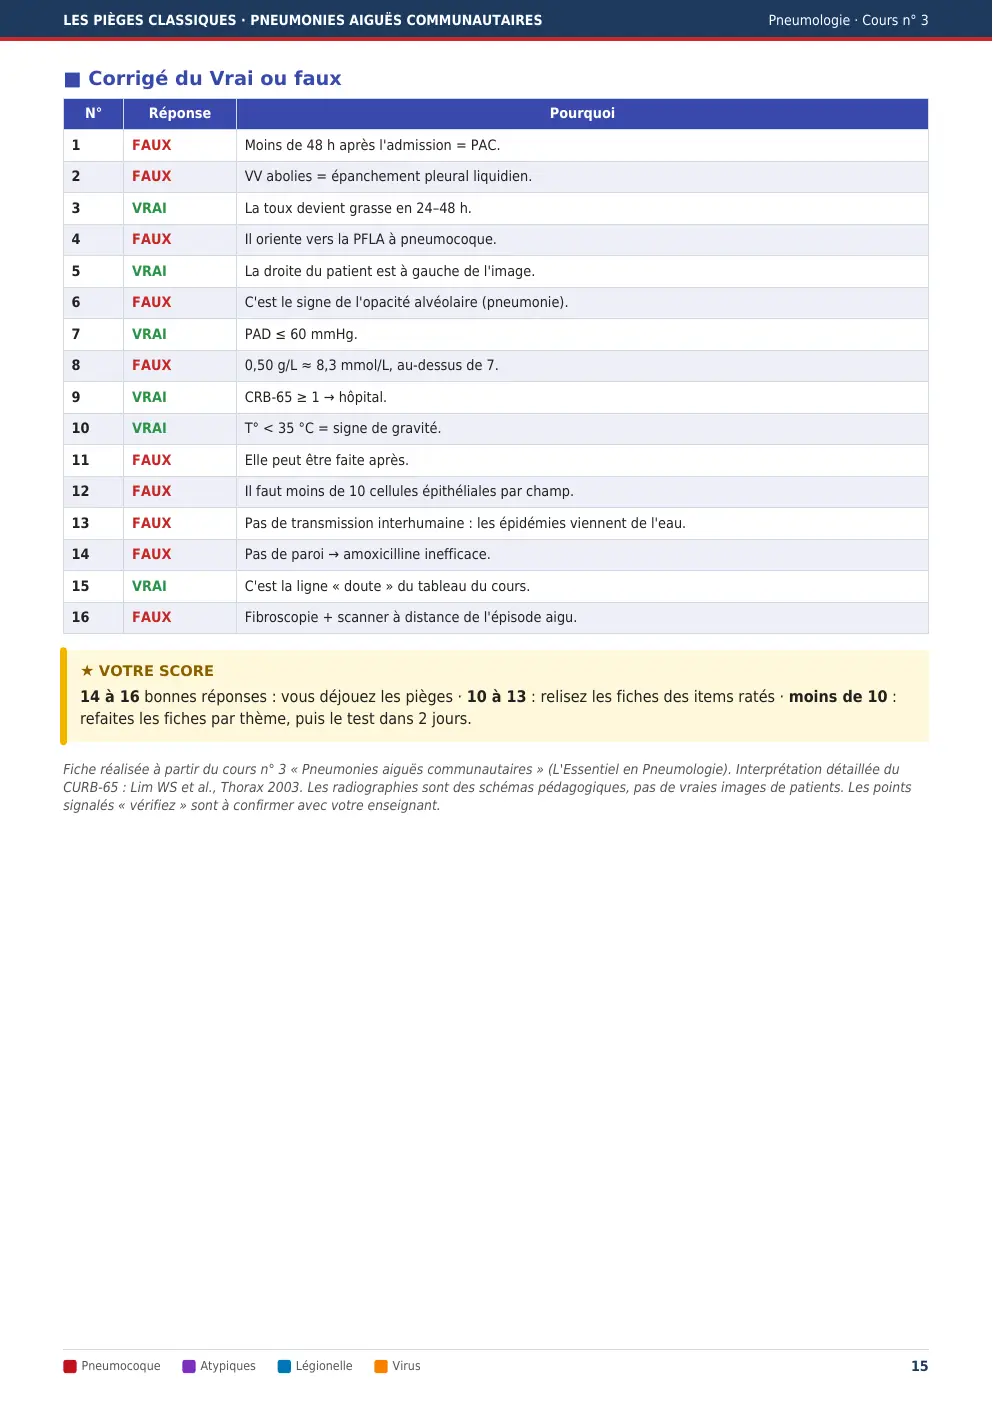 LES PIÈGES CLASSIQUES · PNEUMONIES AIGUËS COMMUNAUTAIRES
Pneumologie · Cours n° 3
■ Corrigé du Vrai ou faux
N° Réponse Pourquoi
1 FAUX Moins de 48 h après l'admission = PAC.
2 FAUX VV abolies = épanchement pleural liquidien.
3 VRAI La toux devient grasse en 24–48 h.
4 FAUX Il oriente vers la PFLA à pneumocoque.
5 VRAI La droite du patient est à gauche de l'image.
6 FAUX C'est le signe de l'opacité alvéolaire (pneumonie).
7 VRAI PAD ≤ 60 mmHg.
8 FAUX 0,50 g/L ≈ 8,3 mmol/L, au-dessus de 7.
9 VRAI CRB-65 ≥ 1 → hôpital.
10 VRAI T° < 35 °C = signe de gravité.
11 FAUX Elle peut être faite après.
12 FAUX Il faut moins de 10 cellules épithéliales par champ.
13 FAUX Pas de transmission interhumaine : les épidémies viennent de l'eau.
14 FAUX Pas de paroi → amoxicilline inefficace.
15 VRAI C'est la ligne « doute » du tableau du cours.
16 FAUX Fibroscopie + scanner à distance de l'épisode aigu.
★ VOTRE SCORE
14 à 16 bonnes réponses : vous déjouez les pièges · 10 à 13 : relisez les fiches des items ratés · moins de 10 :
refaites les fiches par thème, puis le test dans 2 jours.
Fiche réalisée à partir du cours n° 3 « Pneumonies aiguës communautaires » (L'Essentiel en Pneumologie). Interprétation détaillée du
CURB-65 : Lim WS et al., Thorax 2003. Les radiographies sont des schémas pédagogiques, pas de vraies images de patients. Les points
signalés « vérifiez » sont à confirmer avec votre enseignant.
Pneumocoque Atypiques Légionelle Virus
15